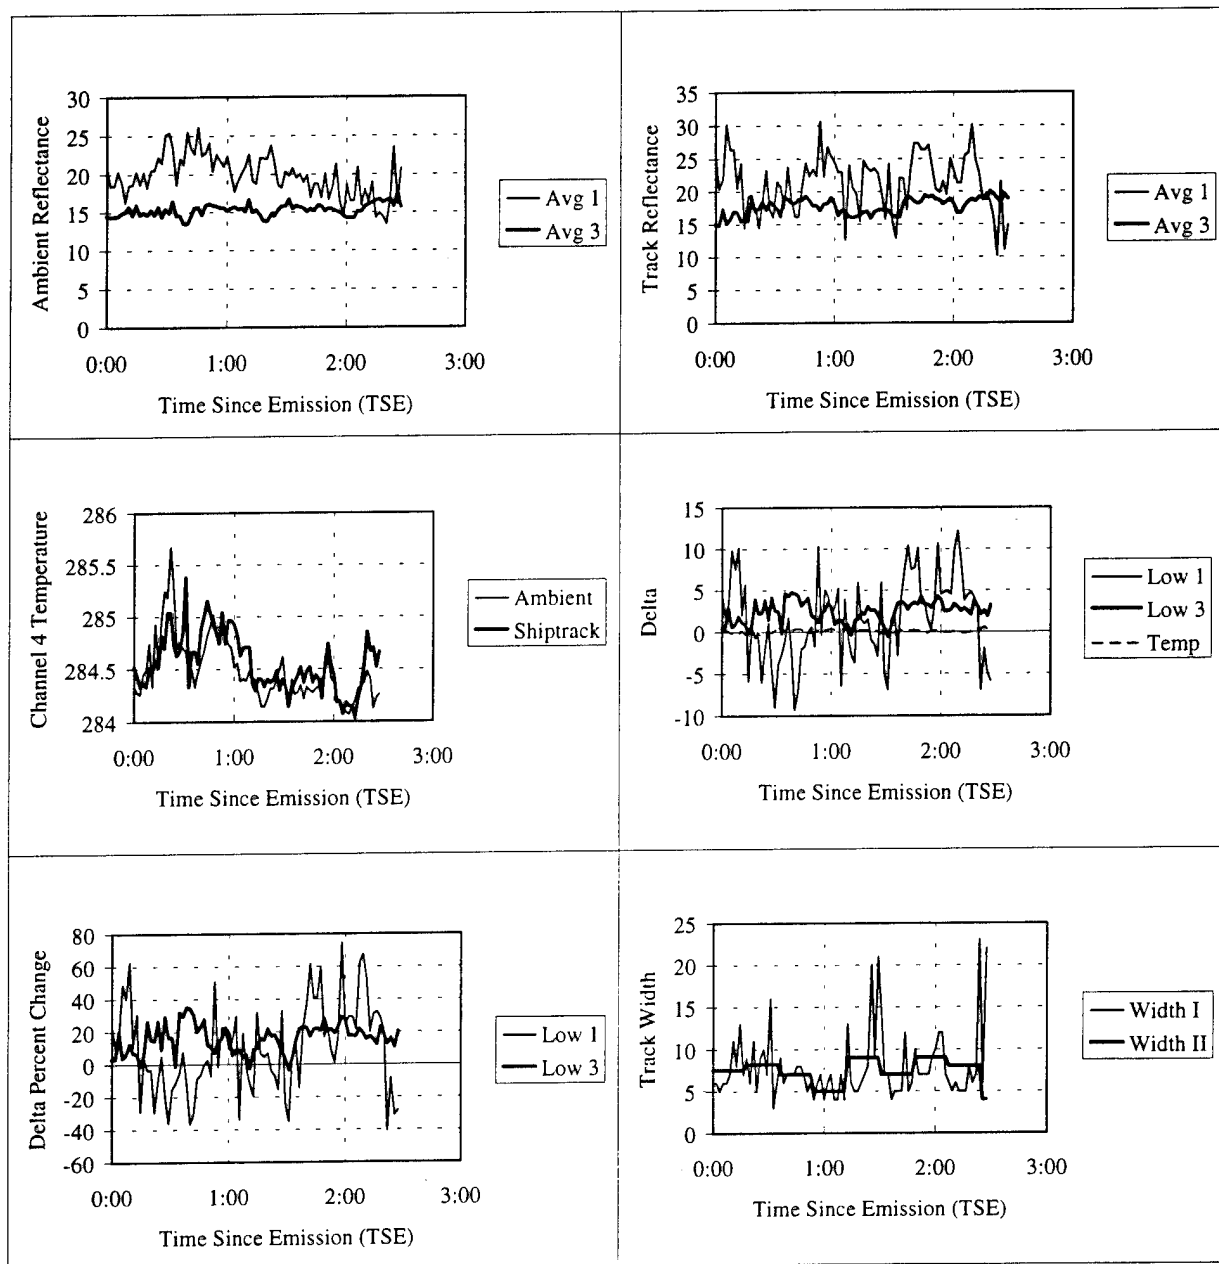 Ambient Reflectance
30
25
20
15
10
5
0
0:00 1:00 2:00 3:00
Time Since Emission (TSE)
Avg 1
Avg 3
Track Reflectance
35
30
25
20
15
10
5
0
0:00 1:00 2:00 3:00
Time Since Emission (TSE)
Avg 1
Avg 3
Channel 4 Temperature
286
285.5
285
284.5
284
0:00 1:00 2:00 3:00
Time Since Emission (TSE)
Ambient
Shiptrack
Delta
15
10
5
0
-5
-10
0:00 1:00 2:00 3:00
Time Since Emission (TSE)
Low 1
Low 3
Temp
Delta Percent Change
80
60
40
20
0
-20
-40
-60
0:00 1:00 2:00 3:00
Time Since Emission (TSE)
Low 1
Low 3
Track Width
25
20
15
10
5
0
0:00 1:00 2:00 3:00
Time Since Emission (TSE)
Width I
Width II